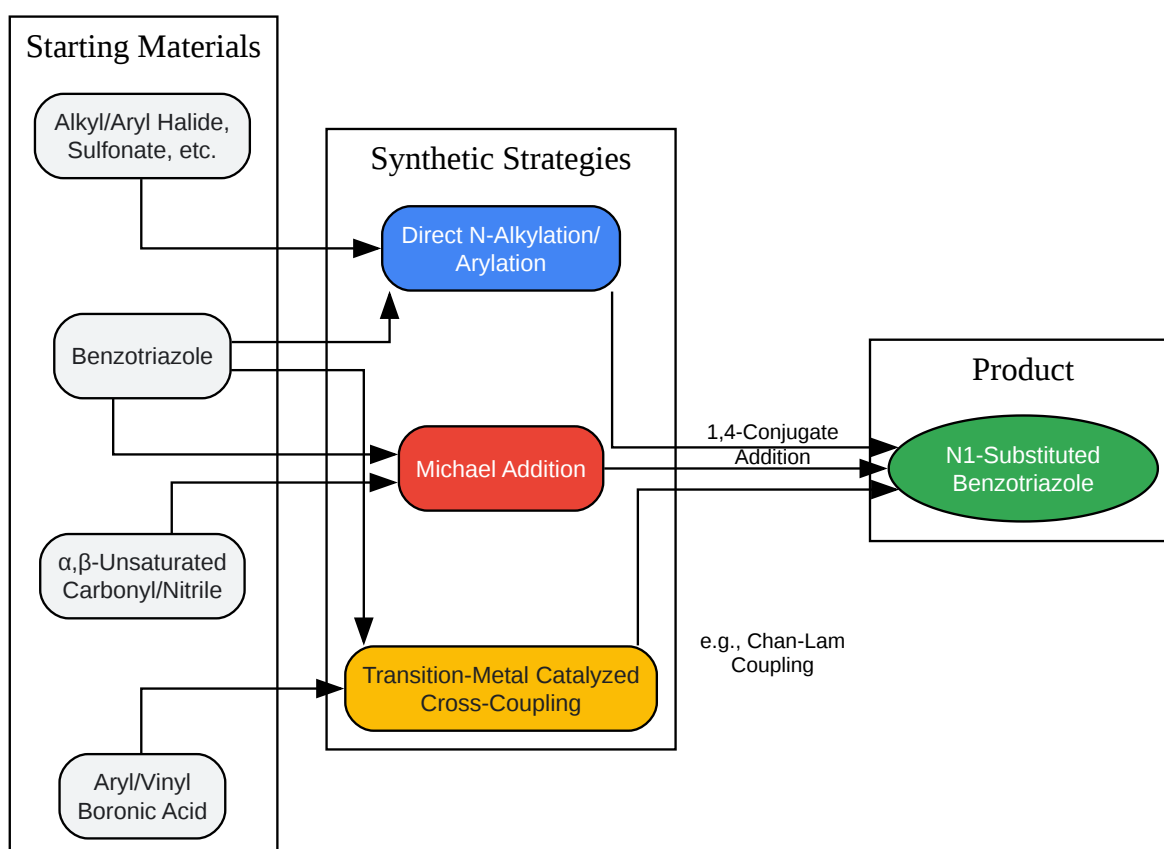 Starting Materials
Alkyl/Aryl Halide,
Sulfonate, etc.
Benzotriazole
α,β-Unsaturated
Carbonyl/Nitrile
Aryl/Vinyl
Boronic Acid
Synthetic Strategies
Direct N-Alkylation/
Arylation
Michael Addition
Transition-Metal Catalyzed
Cross-Coupling
1,4-Conjugate
Addition
e.g., Chan-Lam
Coupling
Product
N1-Substituted
Benzotriazole